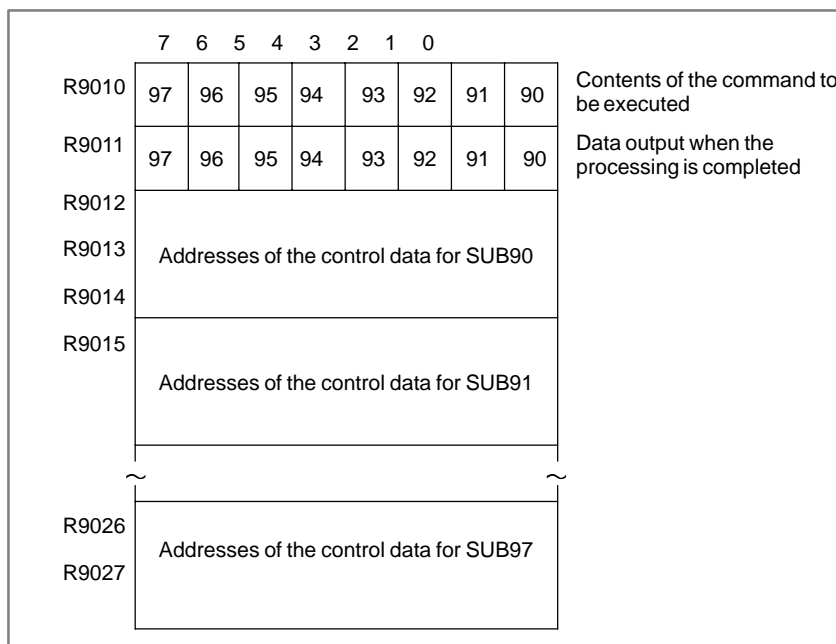 7 6 5 4 3 2 1 0
R9010 97 96 95 94 93 92 91 90 Contents of the command to
be executed
R9011 97 96 95 94 93 92 91 90 Data output when the
processing is completed
R9012
R9013 Addresses of the control data for SUB90
R9014
R9015
Addresses of the control data for SUB91
~ ~
R9026
Addresses of the control data for SUB97
R9027